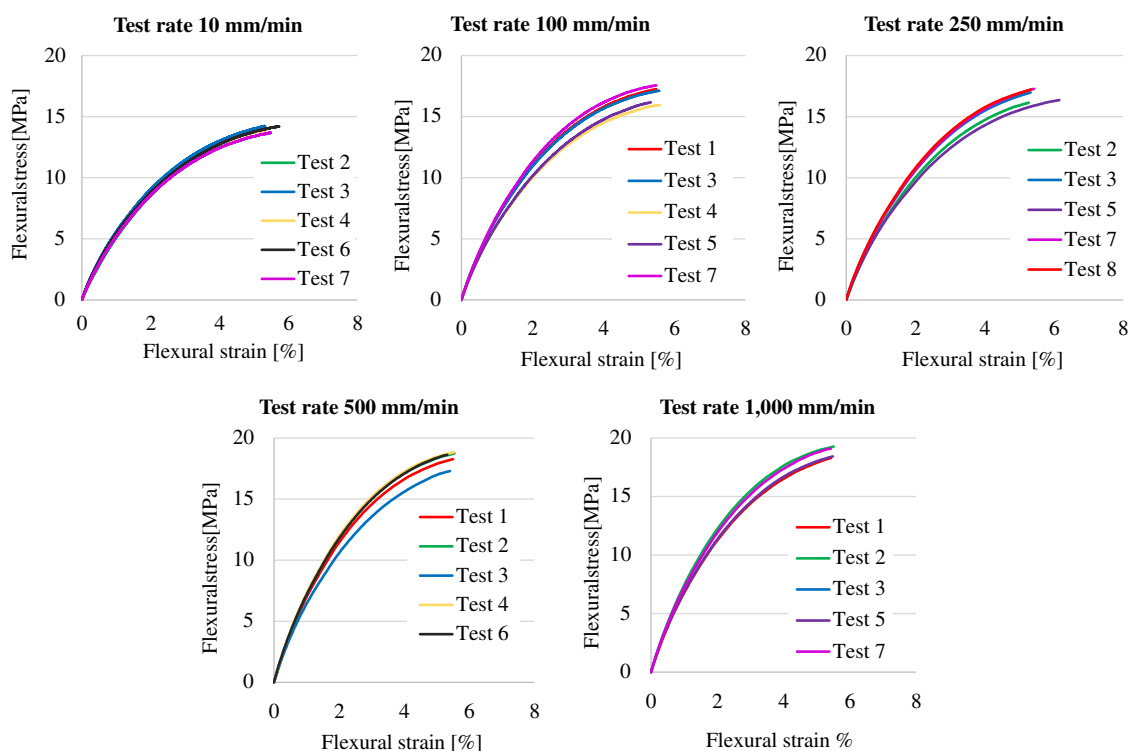 Test rate 10 mm/min
Flexuralstress[MPa]
20
15
10
5
0
0 2 4 6 8
Flexural strain [%]
Test 2
Test 3
Test 4
Test 6
Test 7
Test rate 100 mm/min
Flexuralstress[MPa]
20
15
10
5
0
0 2 4 6 8
Flexural strain [%]
Test 1
Test 3
Test 4
Test 5
Test 7
Test rate 250 mm/min
Flexuralstress[MPa]
20
15
10
5
0
0 2 4 6 8
Flexural strain [%]
Test 2
Test 3
Test 5
Test 7
Test 8
Test rate 500 mm/min
Flexuralstress[MPa]
20
15
10
5
0
0 2 4 6 8
Flexural strain [%]
Test 1
Test 2
Test 3
Test 4
Test 6
Test rate 1,000 mm/min
Flexuralstress[MPa]
20
15
10
5
0
0 2 4 6 8
Flexural strain %
Test 1
Test 2
Test 3
Test 5
Test 7